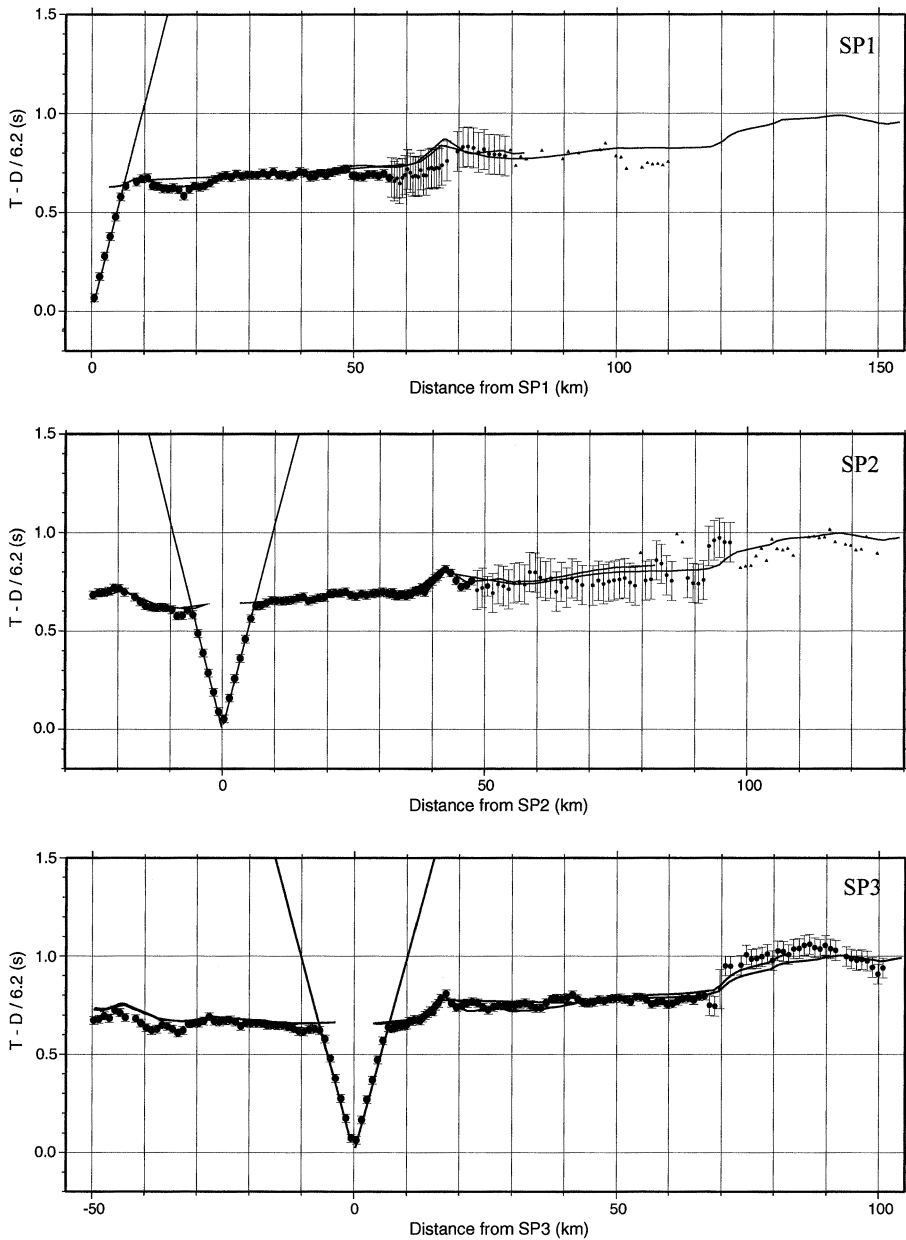 SP1
1.5
1.0
0.5
0.0
T - D / 6.2 (s)
0 50 100 150
Distance from SP1 (km)
SP2
1.5
1.0
0.5
0.0
T - D / 6.2 (s)
0 50 100
Distance from SP2 (km)
SP3
1.5
1.0
0.5
0.0
T - D / 6.2 (s)
-50 0 50 100
Distance from SP3 (km)